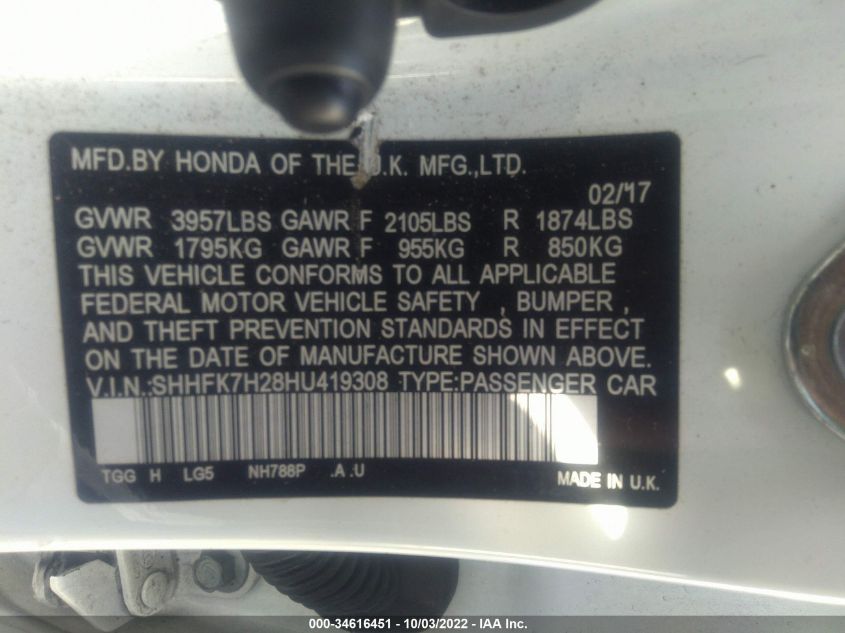 MFD.BY HONDA OF THE U.K. MFG.,LTD.
02/17
GVWR 3957LBS GAWR F 2105LBS R 1874LBS
GVWR 1795KG GAWR F 955KG R 850KG
THIS VEHICLE CONFORMS TO ALL APPLICABLE
FEDERAL MOTOR VEHICLE SAFETY , BUMPER ,
AND THEFT PREVENTION STANDARDS IN EFFECT
ON THE DATE OF MANUFACTURE SHOWN ABOVE.
V.I.N.:SHHFK7H28HU419308 TYPE:PASSENGER CAR
TGG H LG5 NH788P .A .U
MADE IN U.K.
000-34616451 - 10/03/2022 - IAA Inc.